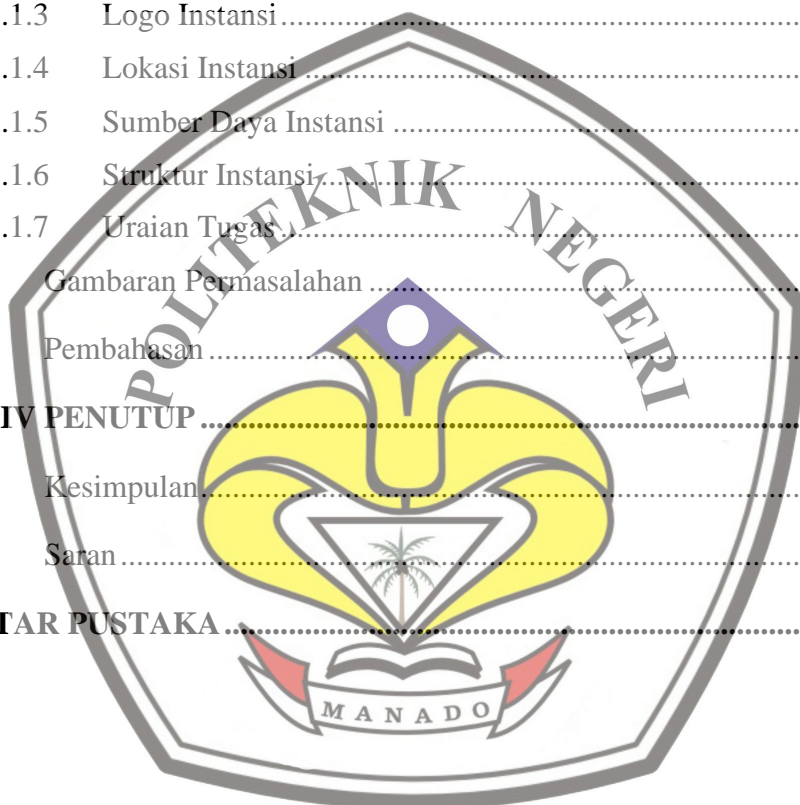 .1.3 Logo Instansi........................................................
.1.4 Lokasi Instansi........................................................
.1.5 Sumber Daya Instansi........................................................
.1.6 Struktur Instansi........................................................
.1.7 Uraian Tugas........................................................
Gambaran Permasalahan........................................................
Pembahasan........................................................
IV PENUTUP........................................................
Kesimpulan........................................................
Saran........................................................
TAR PUSTAKA........................................................
POLITEKNIK NEGERI
MANADO